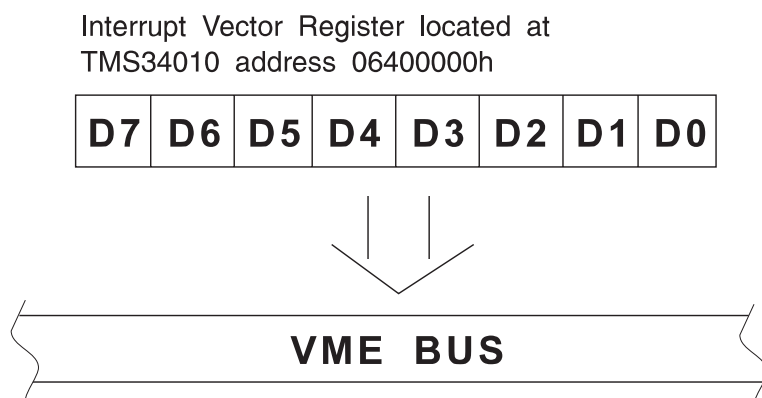 Interrupt Vector Register located at
TMS34010 address 06400000h
D7 D6 D5 D4 D3 D2 D1 D0
VME BUS